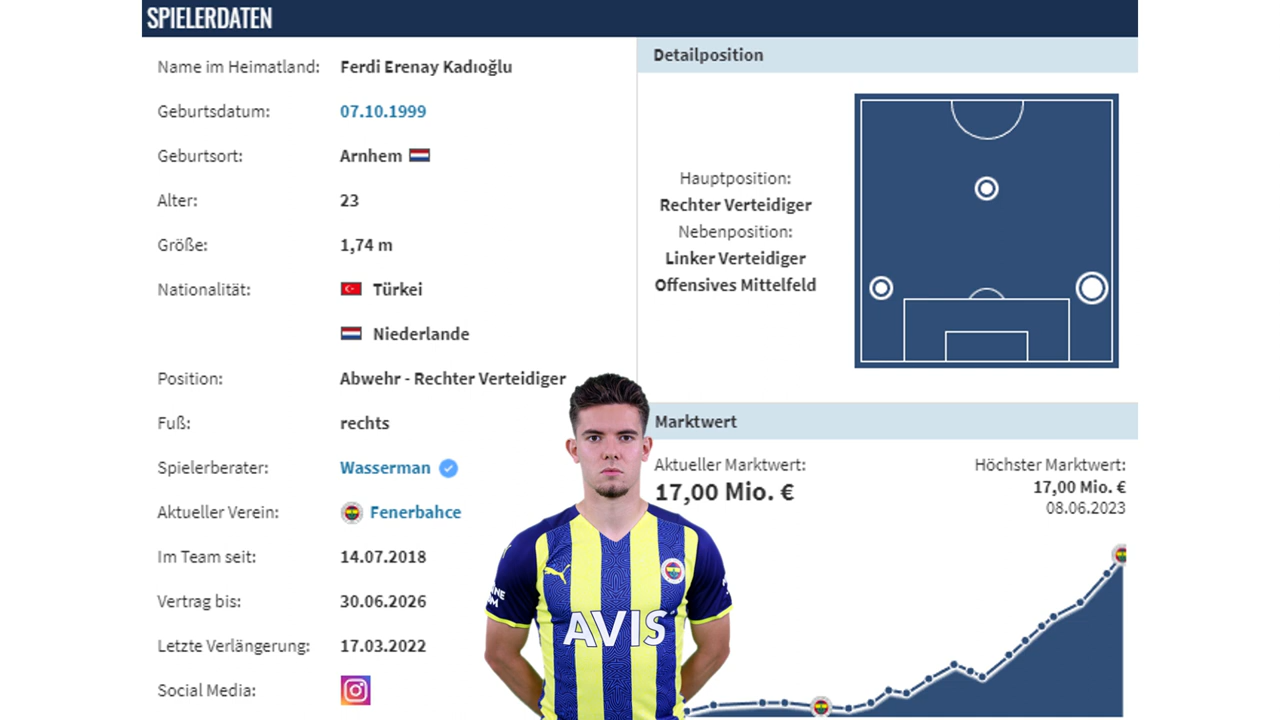 SPIELERDATEN
Name im Heimatland: Ferdi Erenay Kadıoğlu
Geburtsdatum: 07.10.1999
Geburtsort: Arnhem
Alter: 23
Größe: 1,74 m
Nationalität: Türkei
Niederlande
Position: Abwehr - Rechter Verteidiger
Fuß: rechts
Spielerberater: Wasserman
Aktueller Verein: Fenerbahce
Im Team seit: 14.07.2018
Vertrag bis: 30.06.2026
Letzte Verlängerung: 17.03.2022
Social Media:
Detailposition
Hauptposition:
Rechter Verteidiger
Nebenposition:
Linker Verteidiger
Offensives Mittelfeld
Marktwert
Aktueller Marktwert:
17,00 Mio. €
Höchster Marktwert:
17,00 Mio. €
08.06.2023
AVIS